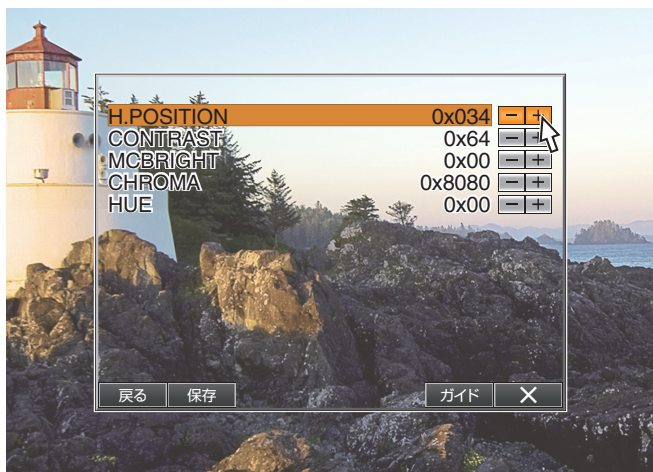 H.POSITION 0x034 − +
CONTRAST 0x64 − +
MCBRIGHT 0x00 − +
CHROMA 0x8080 − +
HUE 0x00 − +
戻る 保存 ガイド ×